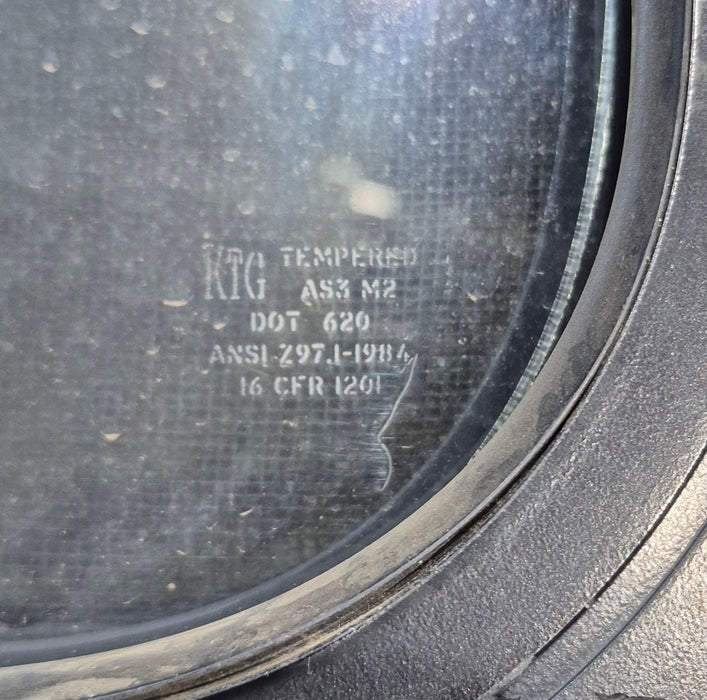 KTG TEMPERED
AS3 M2
DOT 620
ANSI Z97.1-1984
16 CFR 1201